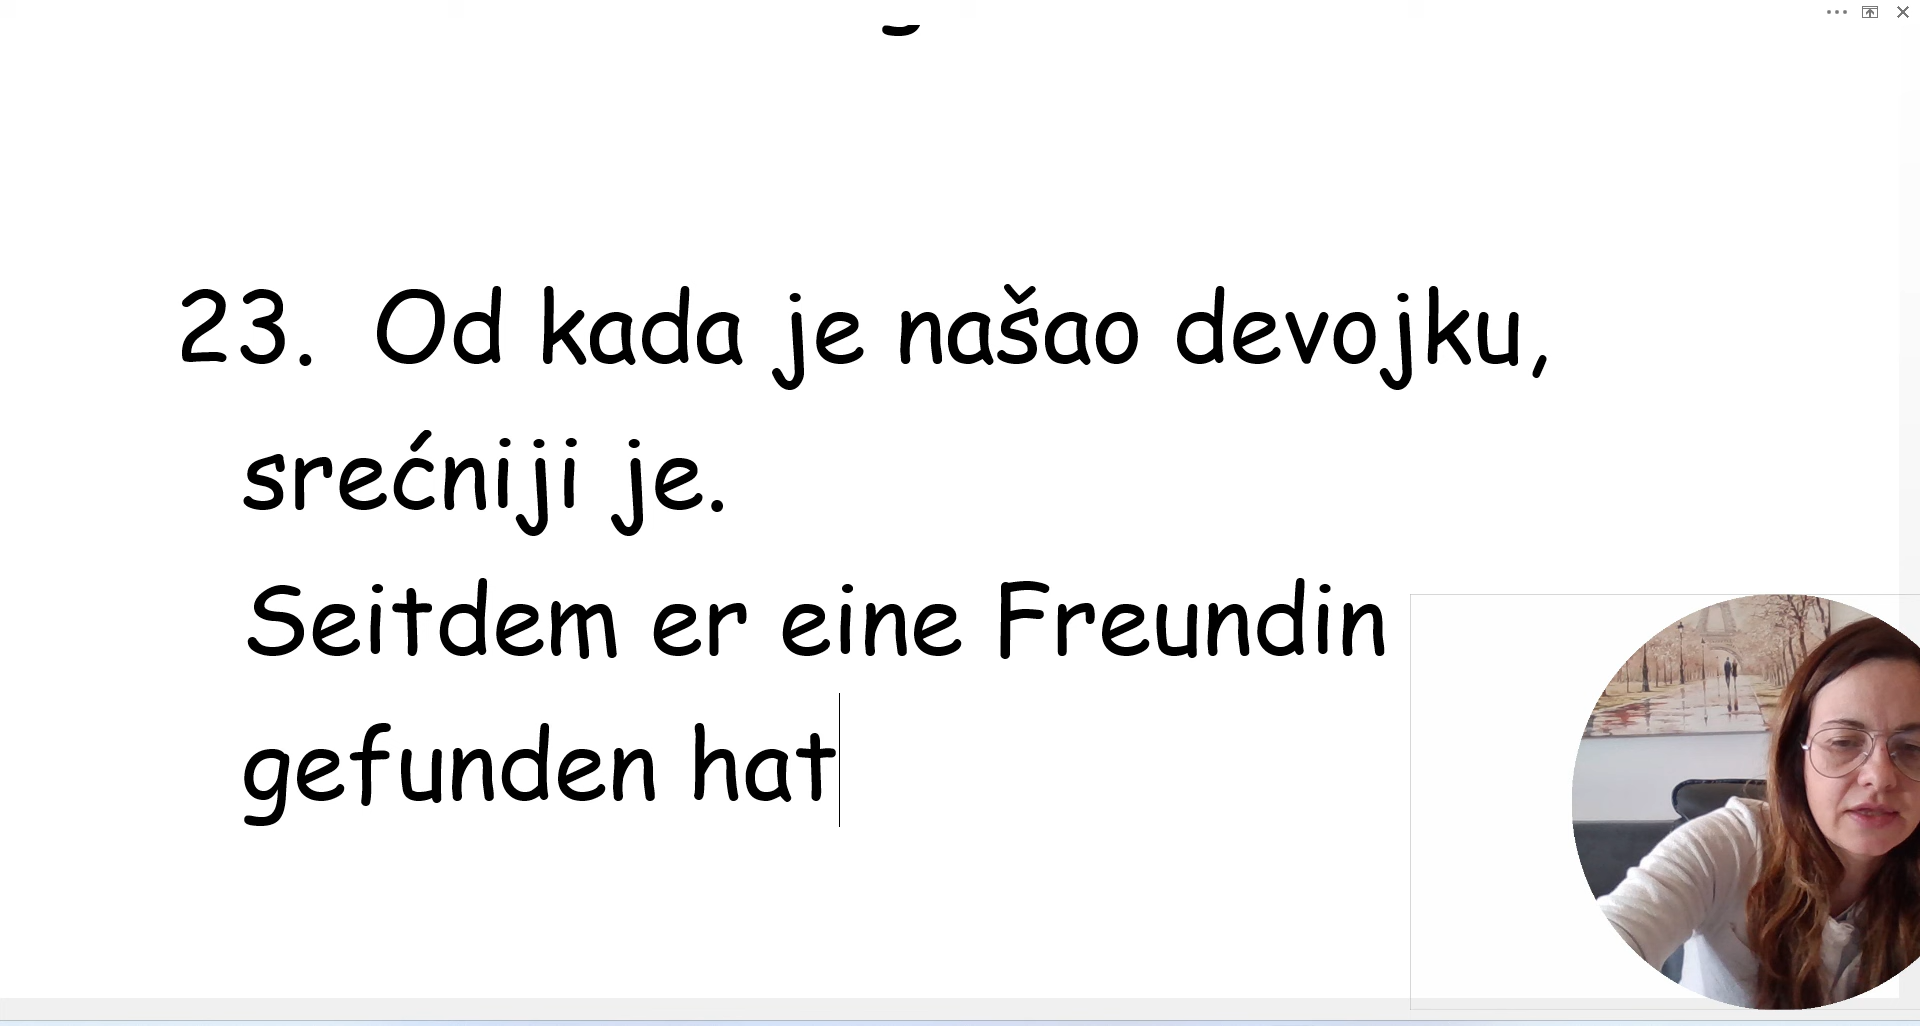 23. Od kada je našao devojku,
srećniji je.
Seitdem er eine Freundin
gefunden hat